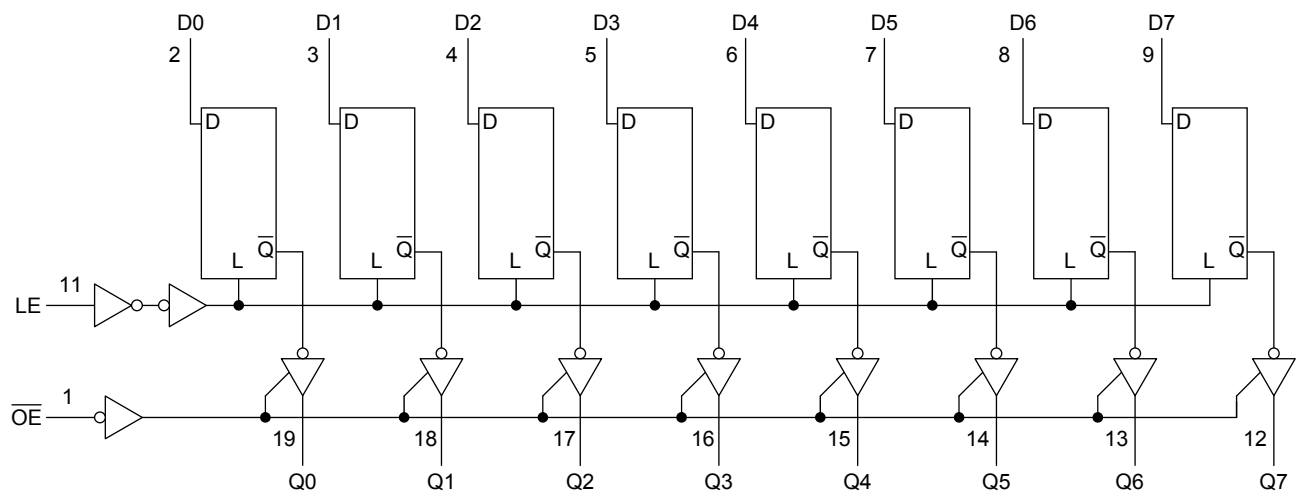 D0 D1 D2 D3 D4 D5 D6 D7
2 3 4 5 6 7 8 9
D D D D D D D D
Q̅ Q̅ Q̅ Q̅ Q̅ Q̅ Q̅ Q̅
L L L L L L L L
11
LE
1
O̅E̅
19 18 17 16 15 14 13 12
Q0 Q1 Q2 Q3 Q4 Q5 Q6 Q7